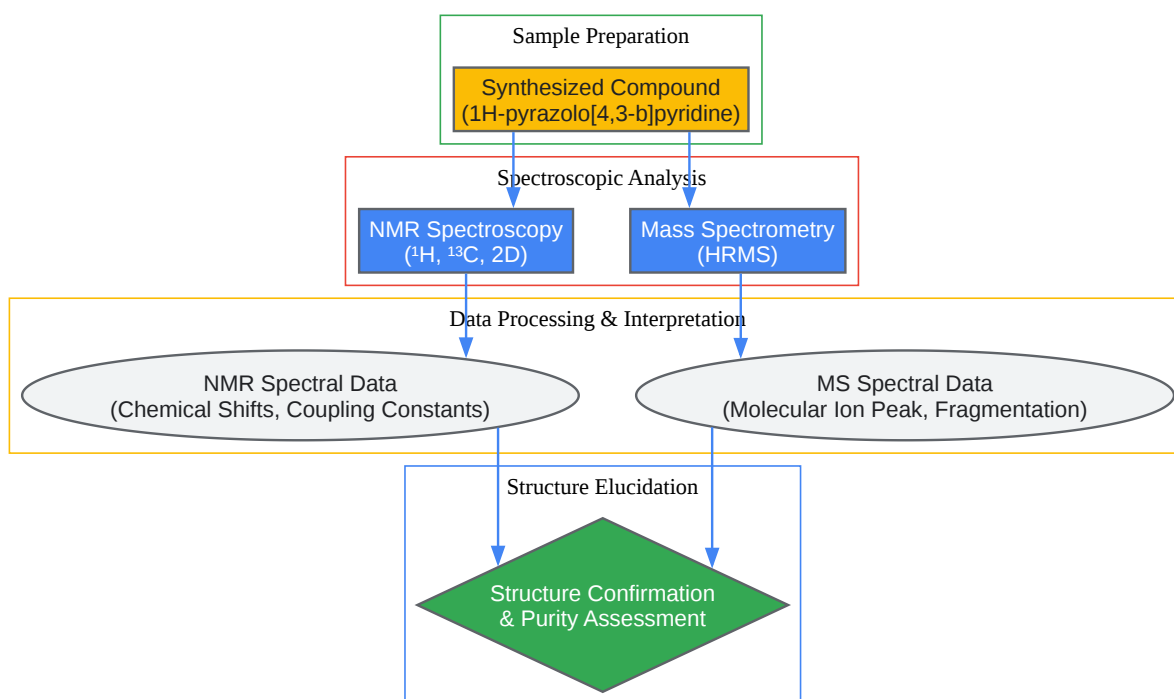 Sample Preparation
Synthesized Compound
(1H-pyrazolo[4,3-b]pyridine)
Spectroscopic Analysis
NMR Spectroscopy
(¹H, ¹³C, 2D)
Mass Spectrometry
(HRMS)
Data Processing & Interpretation
NMR Spectral Data
(Chemical Shifts, Coupling Constants)
MS Spectral Data
(Molecular Ion Peak, Fragmentation)
Structure Elucidation
Structure Confirmation
& Purity Assessment